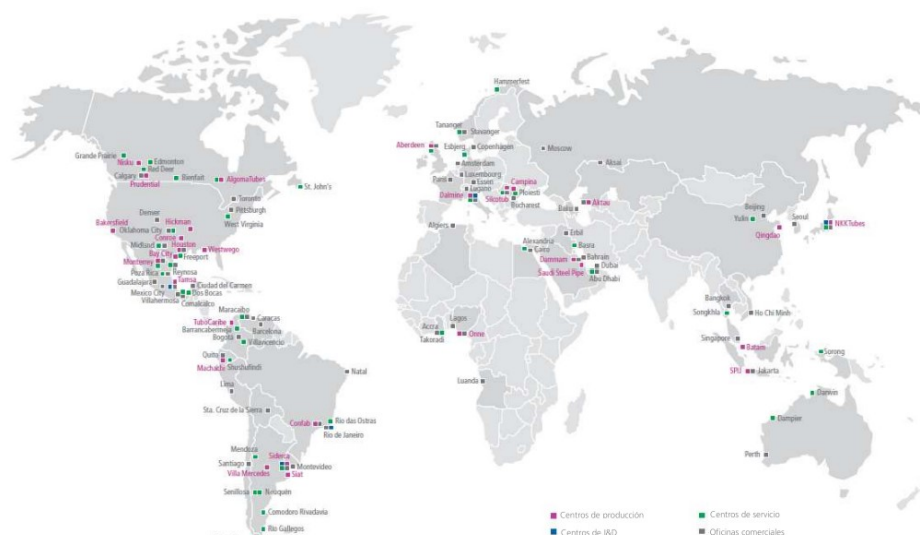 Hammerfest
Tananger
Stavanger
Aberdeen
Esbjerg
Copenhagen
Moscow
Amsterdam
Aksai
Grande Prairie
Nisku
Edmonton
Red Deer
Calgary
Prudential
Bienfait
AlgomaTubes
St. John's
Luxembourg
Paris
Essen
Lugano
Campina
Dalmine
Silcotub
Ploiesti
Bucharest
Baku
Aktau
Toronto
Pittsburgh
West Virginia
Denver
Bakersfield
Hickman
Oklahoma City
Conroe
Midland
Houston
Westwego
Bay City
Freeport
Monterrey
Reynosa
Poza Rica
Tamsa
Guadalajara
Ciudad del Carmen
Mexico City
Dos Bocas
Villahermosa
Comalcalco
Algiers
Alexandria
Cairo
Erbil
Basra
Dammam
Bahrain
Saudi Steel Pipe
Dubai
Abu Dhabi
Beijing
Yulin
Seoul
NKKTubes
Qingdao
Maracaibo
Caracas
TuboCaribe
Barcelona
Barrancabermeja
Bogota
Villavicencio
Quito
Machachi
Shushufindi
Lima
Natal
Accra
Lagos
Takoradi
Onne
Luanda
Bangkok
Songkhla
Ho Chi Minh
Singapore
Batam
Sorong
SPIJ
Jakarta
Darwin
Dampier
Perth
Sta. Cruz de la Sierra
Confab
Rio das Ostras
Rio de Janeiro
Mendoza
Siderca
Santiago
Montevideo
Villa Mercedes
Siat
Senillosa
Neuquén
Comodoro Rivadavia
Río Gallegos
Centros de producción
Centros de servicio
Centros de I&D
Oficinas comerciales